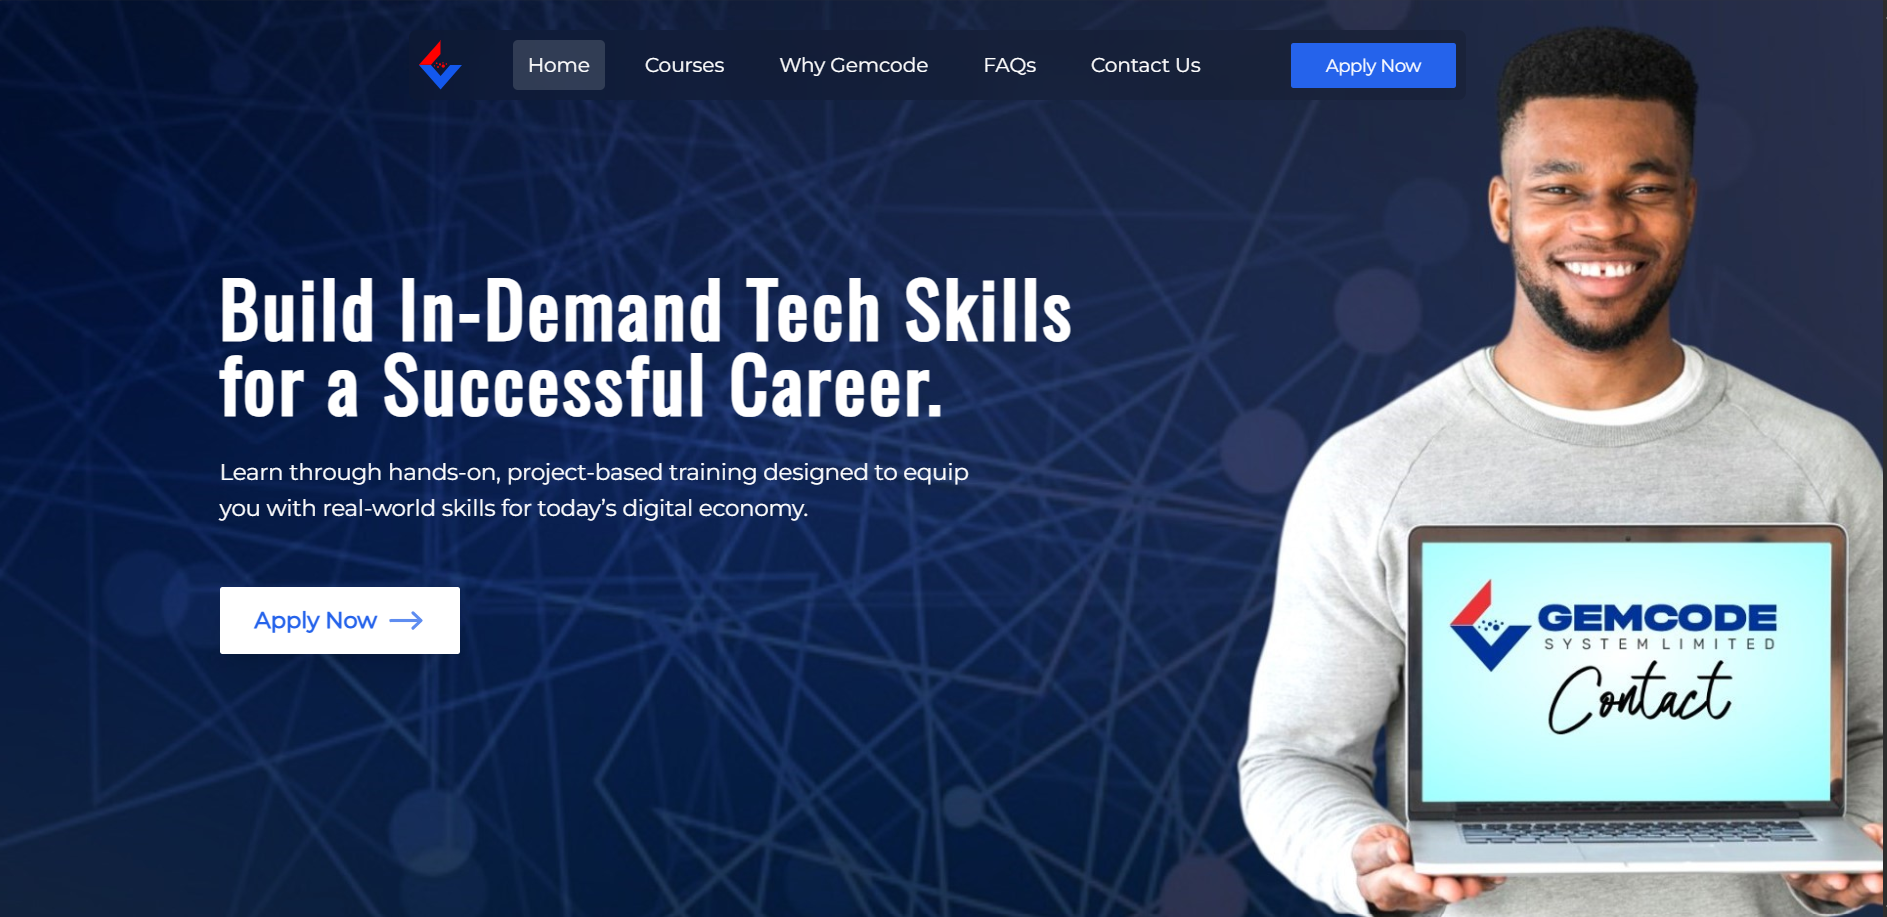 Home
Courses
Why Gemcode
FAQs
Contact Us
Apply Now
Build In-Demand Tech Skills
for a Successful Career.
Learn through hands-on, project-based training designed to equip
you with real-world skills for today’s digital economy.
Apply Now
GEMCODE
SYSTEM LIMITED
Contact